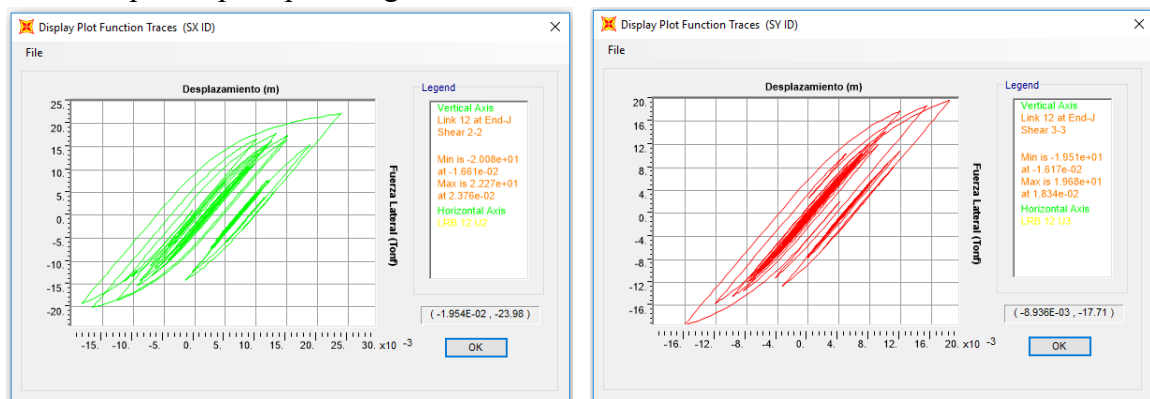 Display Plot Function Traces (SX ID)
File
Desplazamiento (m)
25.
20.
15.
10.
5.
0.
-5.
-10.
-15.
-20.
-15. -10. -5. 0. 5. 10. 15. 20. 25. 30. x10 -3
Fuerza Lateral (Tonf)
Legend
Vertical Axis
Link 12 at End-J
Shear 2-2
Min is -2.008e+01
at -1.661e-02
Max is 2.227e+01
at 2.376e-02
Horizontal Axis
LRB 12 U2
( -1.954E-02 , -23.98 )
OK
Display Plot Function Traces (SY ID)
File
Desplazamiento (m)
20.
16.
12.
8.
4.
0.
-4.
-8.
-12.
-16.
-16. -12. -8. -4. 0. 4. 8. 12. 16. 20. x10 -3
Fuerza Lateral (Tonf)
Legend
Vertical Axis
Link 12 at End-J
Shear 3-3
Min is -1.951e+01
at -1.617e-02
Max is 1.968e+01
at 1.834e-02
Horizontal Axis
LRB 12 U3
( -8.936E-03 , -17.71 )
OK